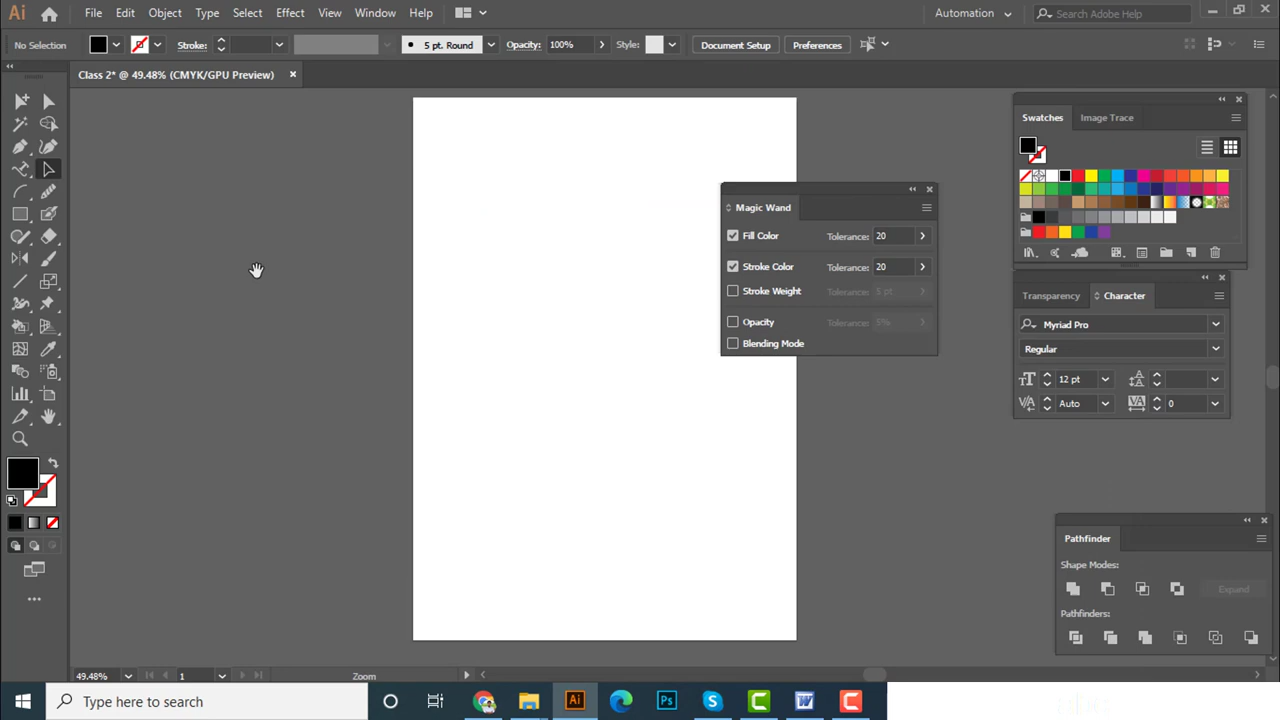 Ai File Edit Object Type Select Effect View Window Help Automation Search Adobe Help
No Selection Stroke: 5 pt. Round Opacity: 100% Style: Document Setup Preferences
Class 2* @ 49.48% (CMYK/GPU Preview)
Swatches Image Trace
Magic Wand
Fill Color Tolerance: 20
Stroke Color Tolerance: 20
Stroke Weight Tolerance: 5 pt
Opacity Tolerance: 5%
Blending Mode
Transparency Character
Myriad Pro
Regular
12 pt
Auto 0
Pathfinder
Shape Modes:
Expand
Pathfinders:
49.48% 1 Zoom
Type here to search Ai Ps S W C C